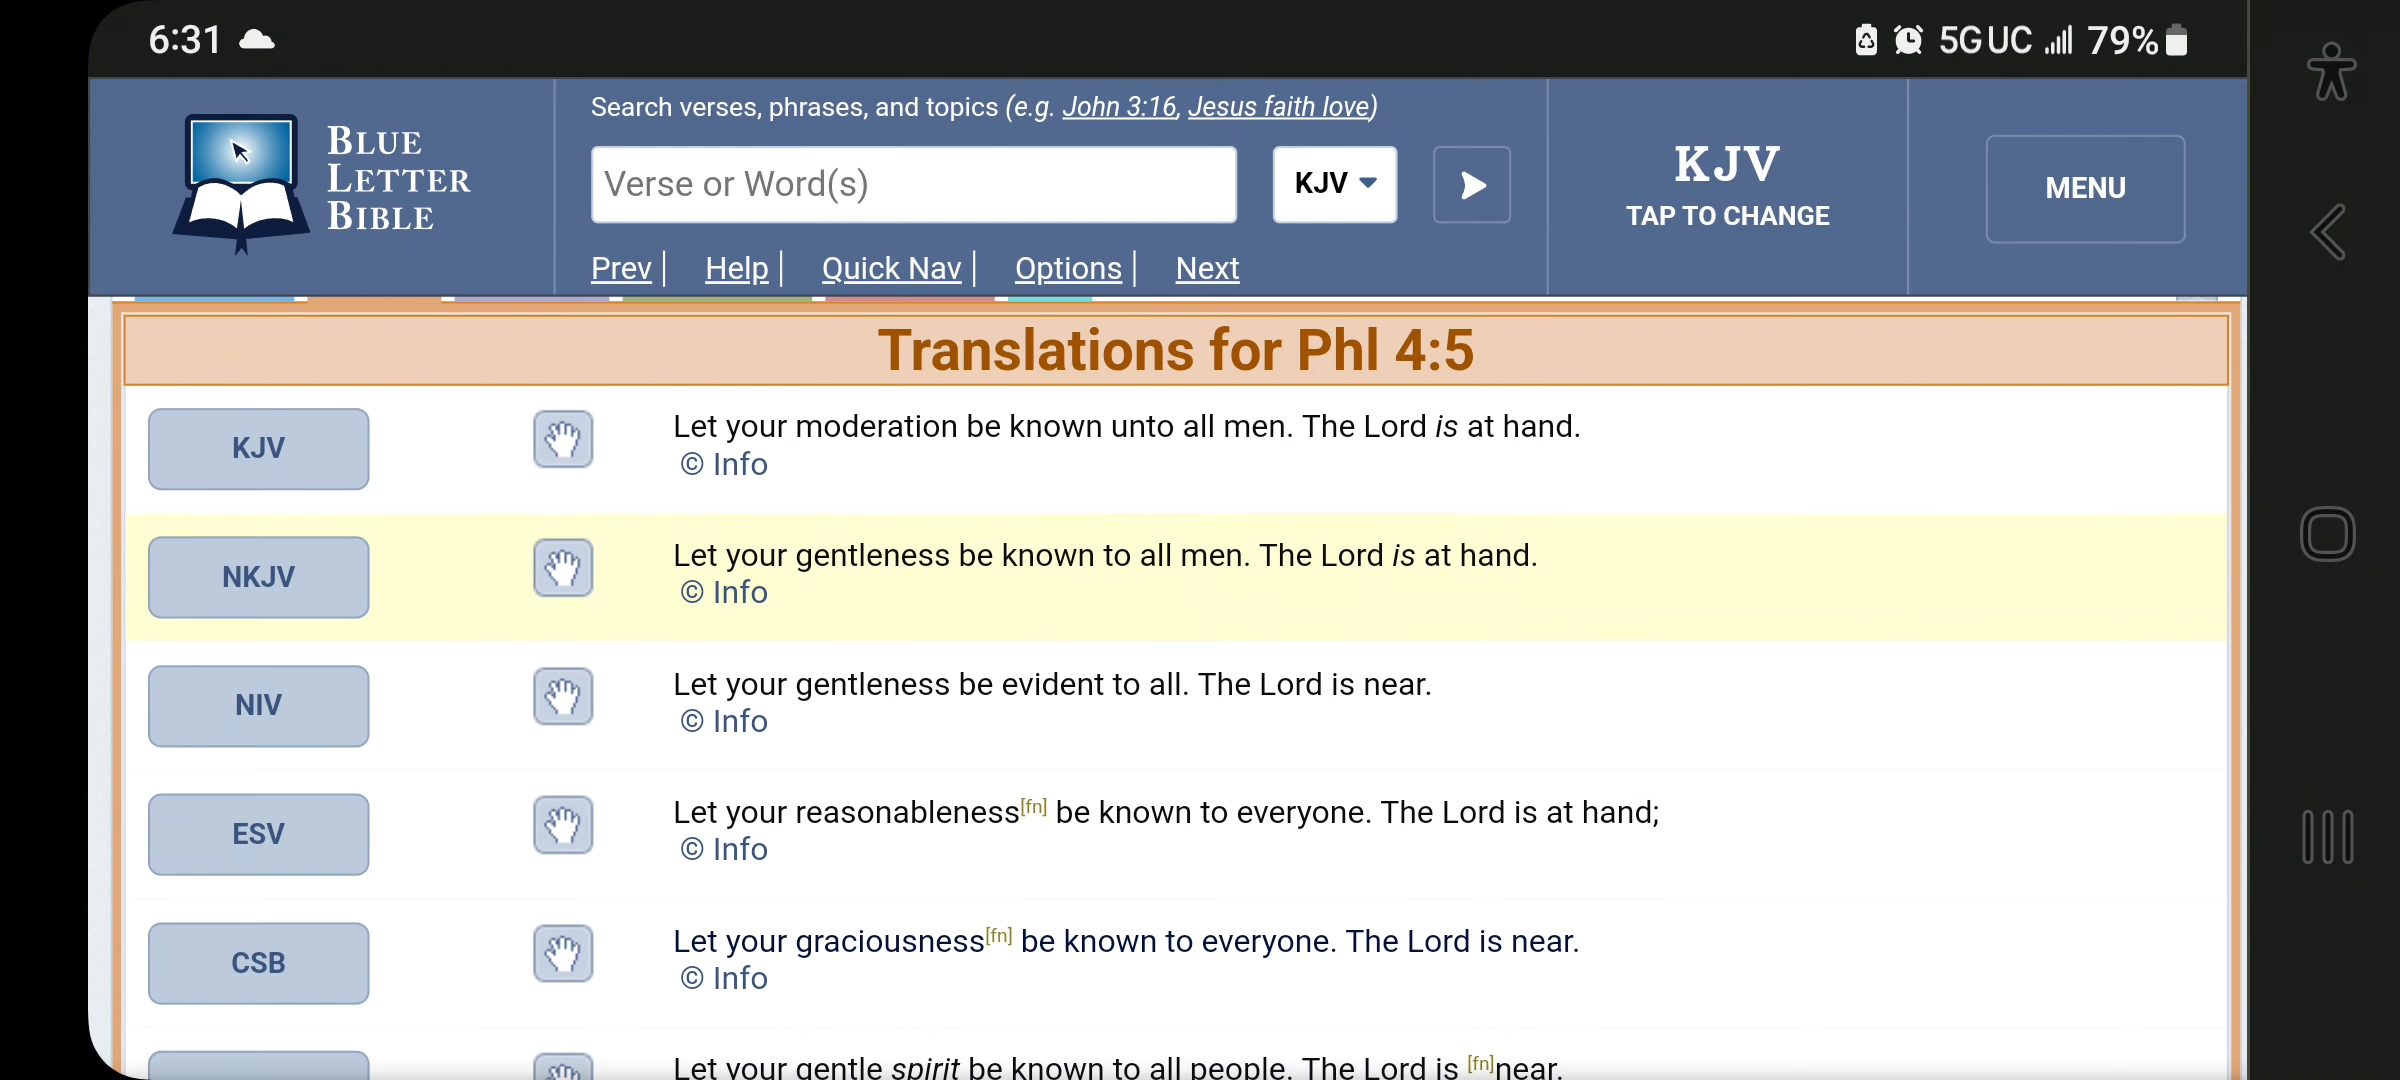 6:31
5G UC 79%
BLUE
LETTER
BIBLE
Search verses, phrases, and topics (e.g. John 3:16, Jesus faith love)
Verse or Word(s)
KJV
Prev | Help | Quick Nav | Options | Next
KJV
TAP TO CHANGE
MENU
Translations for Phl 4:5
KJV
Let your moderation be known unto all men. The Lord is at hand.
© Info
NKJV
Let your gentleness be known to all men. The Lord is at hand.
© Info
NIV
Let your gentleness be evident to all. The Lord is near.
© Info
ESV
Let your reasonableness[fn] be known to everyone. The Lord is at hand;
© Info
CSB
Let your graciousness[fn] be known to everyone. The Lord is near.
© Info
Let your gentle spirit be known to all people. The Lord is [fn]near.